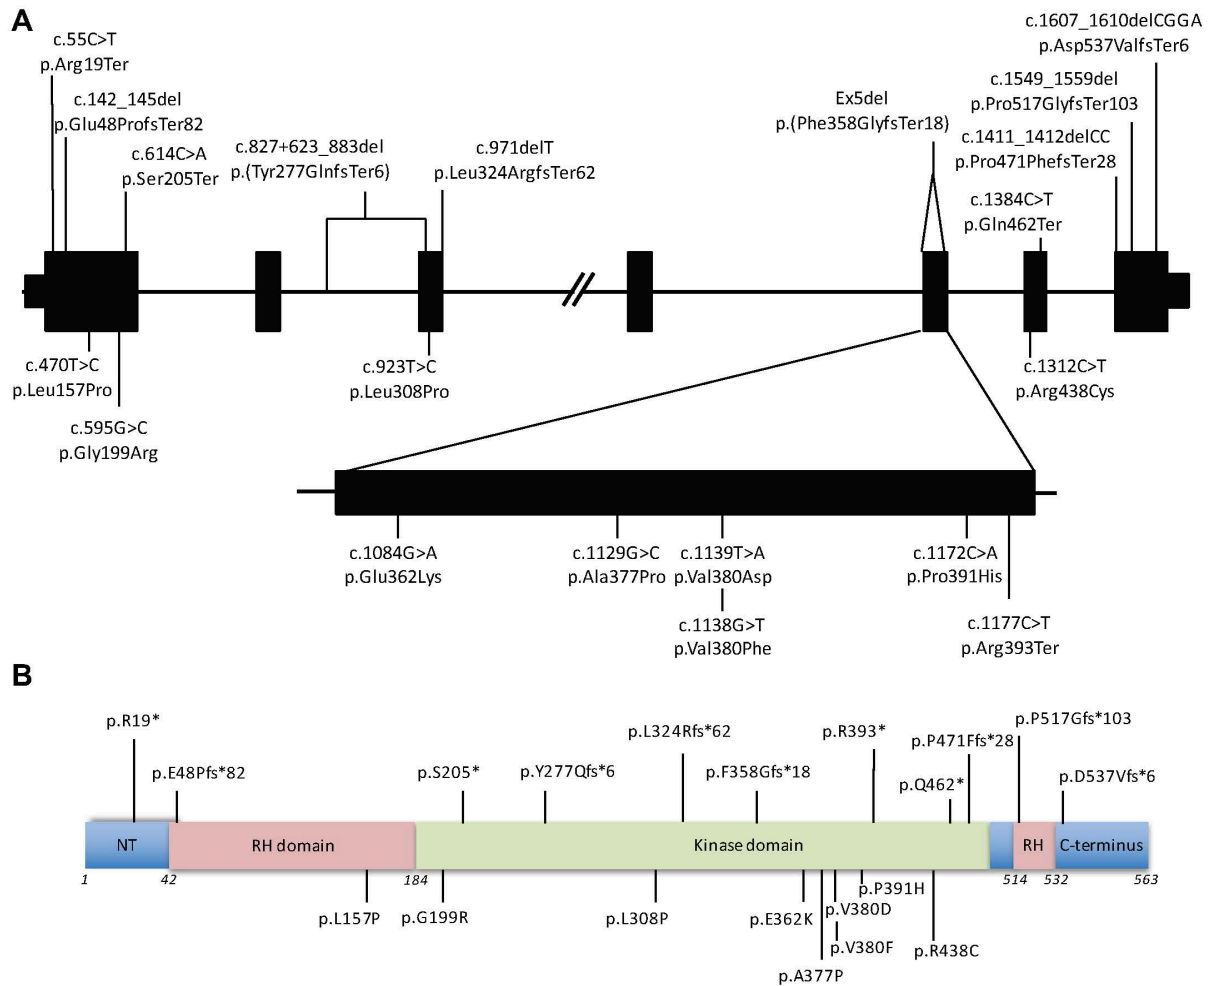 A
c.55C>T
p.Arg19Ter
c.142_145del
p.Glu48ProfsTer82
c.614C>A
p.Ser205Ter
c.827+623_883del
p.(Tyr277GlnfsTer6)
c.971delT
p.Leu324ArgfsTer62
Ex5del
p.(Phe358GlyfsTer18)
c.1607_1610delCGGA
p.Asp537ValfsTer6
c.1549_1559del
p.Pro517GlyfsTer103
c.1411_1412delCC
p.Pro471PhefsTer28
c.1384C>T
p.Gln462Ter
c.470T>C
p.Leu157Pro
c.595G>C
p.Gly199Arg
c.923T>C
p.Leu308Pro
c.1312C>T
p.Arg438Cys
c.1084G>A
p.Glu362Lys
c.1129G>C
p.Ala377Pro
c.1139T>A
p.Val380Asp
c.1138G>T
p.Val380Phe
c.1172C>A
p.Pro391His
c.1177C>T
p.Arg393Ter
B
p.R19*
p.E48Pfs*82
p.S205*
p.Y277Qfs*6
p.L324Rfs*62
p.F358Gfs*18
p.R393*
p.Q462*
p.P471Ffs*28
p.P517Gfs*103
p.D537Vfs*6
NT
RH domain
Kinase domain
RH
C-terminus
1
42
184
514
532
563
p.L157P
p.G199R
p.L308P
p.E362K
p.A377P
p.V380D
p.V380F
p.P391H
p.R438C